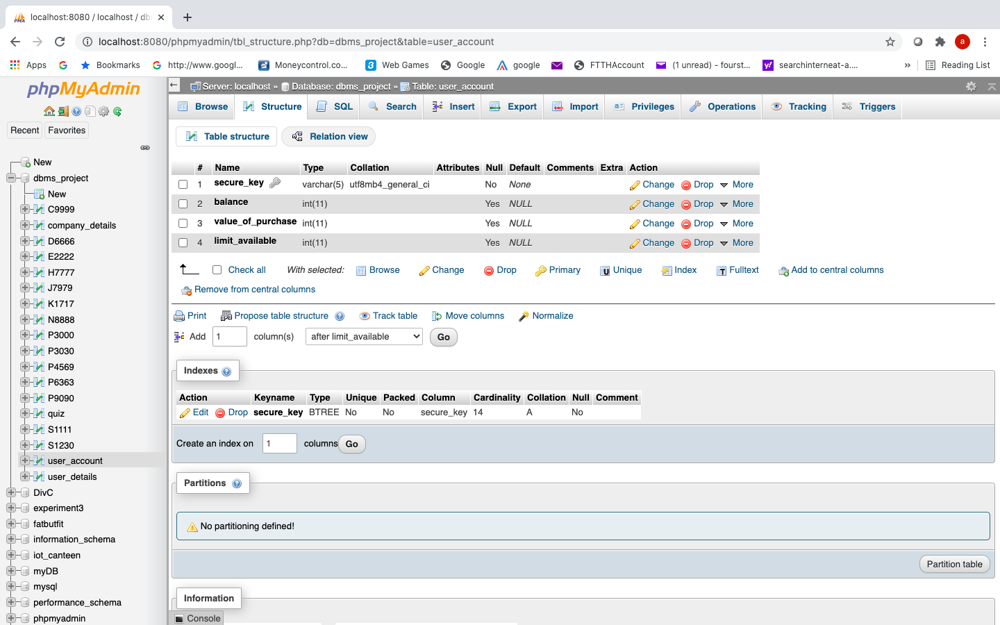 localhost:8080 / localhost / db
localhost:8080/phpmyadmin/tbl_structure.php?db=dbms_project&table=user_account
a
Apps
Bookmarks
http://www.googl...
Moneycontrol.co...
Web Games
Google
google
FTTHAccount
(1 unread) - fourst...
searchinterneat-a....
»
Reading List
phpMyAdmin
Recent
Favorites
New
dbms_project
New
C9999
company_details
D6666
E2222
H7777
J7979
K1717
N8888
P3000
P3030
P4569
P6363
P9090
quiz
S1111
S1230
user_account
user_details
DivC
experiment3
fatbutfit
information_schema
iot_canteen
myDB
mysql
performance_schema
phpmyadmin
Server: localhost » Database: dbms_project » Table: user_account
Browse Structure SQL Search Insert Export Import Privileges Operations Tracking Triggers
Table structure Relation view
# Name Type Collation Attributes Null Default Comments Extra Action
1 secure_key varchar(5) utf8mb4_general_ci No None Change Drop More
2 balance int(11) Yes NULL Change Drop More
3 value_of_purchase int(11) Yes NULL Change Drop More
4 limit_available int(11) Yes NULL Change Drop More
Check all With selected: Browse Change Drop Primary Unique Index Fulltext Add to central columns
Remove from central columns
Print Propose table structure Track table Move columns Normalize
Add 1 column(s) after limit_available Go
Indexes
Action Keyname Type Unique Packed Column Cardinality Collation Null Comment
Edit Drop secure_key BTREE No No secure_key 14 A No
Create an index on 1 columns Go
Partitions
No partitioning defined!
Partition table
Information
Console